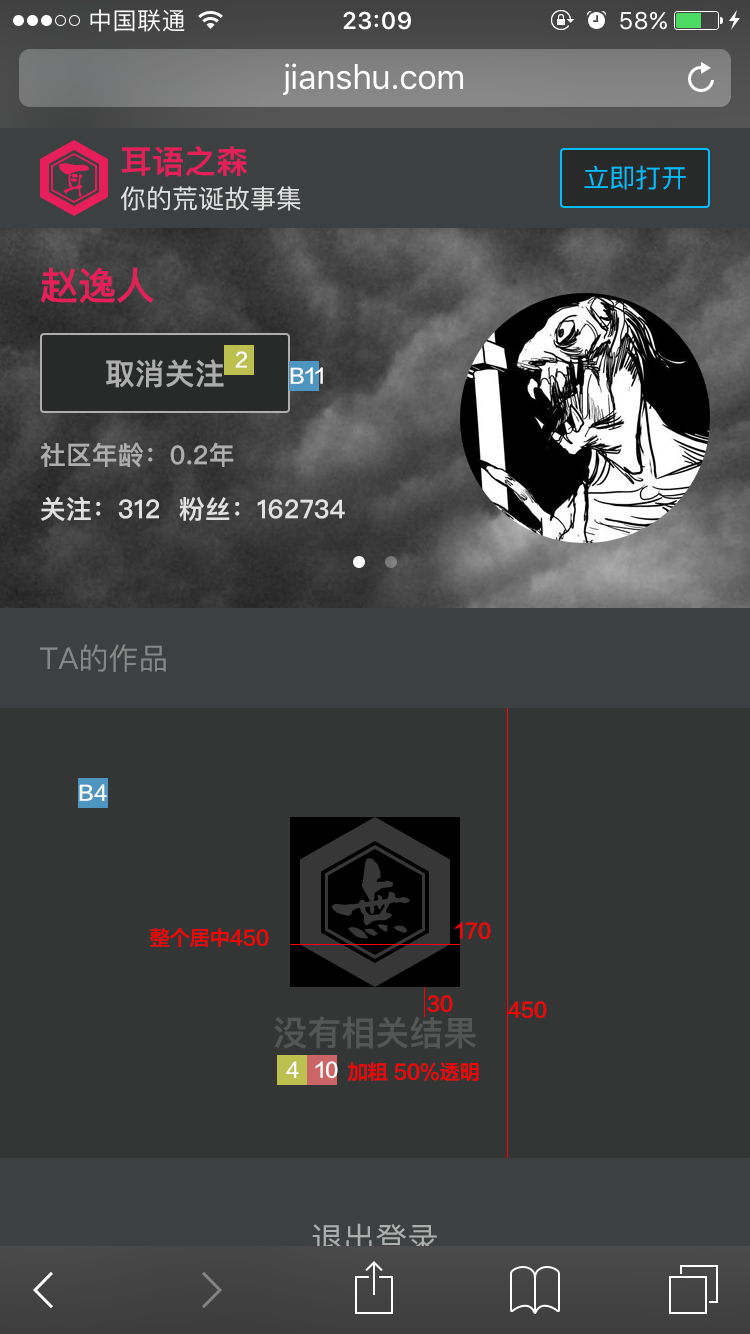 中国联通 23:09 58%
jianshu.com
耳语之森
你的荒诞故事集
立即打开
赵逸人
取消关注 2
B11
社区年龄：0.2年
关注：312 粉丝：162734
TA的作品
B4
無
整个居中450
170
30
450
没有相关结果
4 10 加粗 50%透明
退出登录